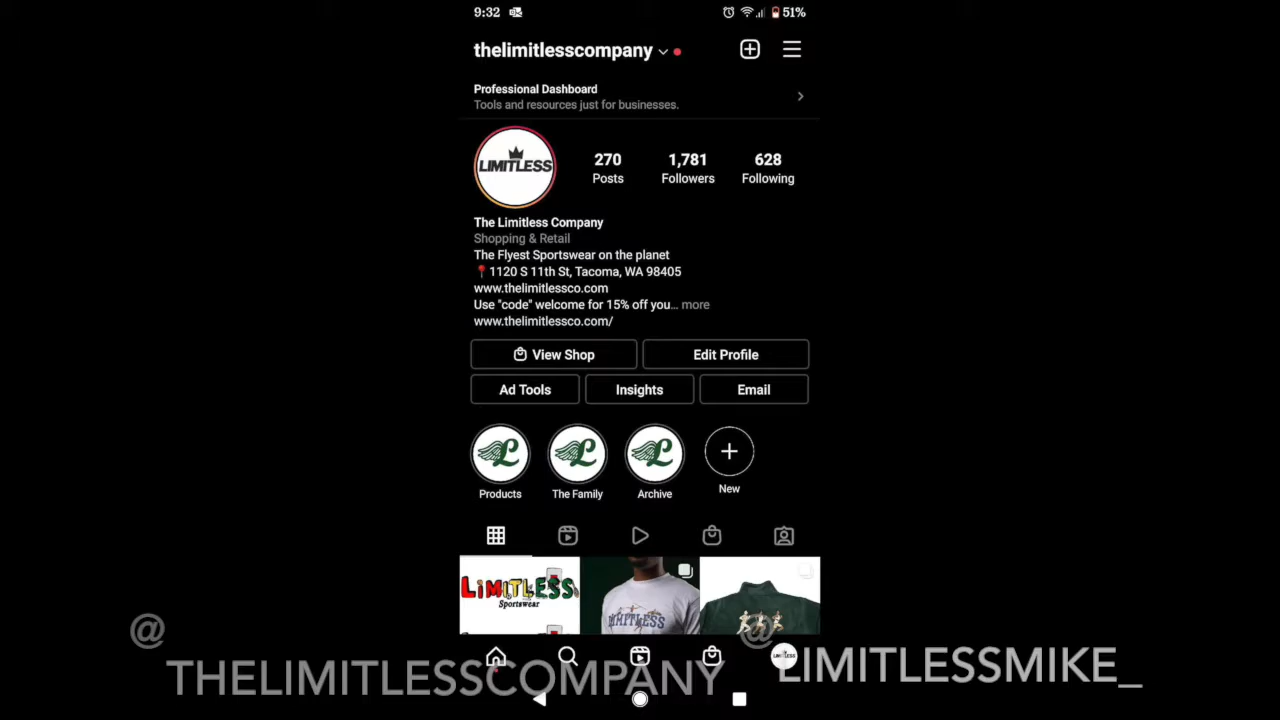 9:32
51%
thelimitlesscompany
Professional Dashboard
Tools and resources just for businesses.
LIMITLESS
270
1,781
628
Posts
Followers
Following
The Limitless Company
Shopping & Retail
The Flyest Sportswear on the planet
📍1120 S 11th St, Tacoma, WA 98405
www.thelimitlessco.com
Use "code" welcome for 15% off you... more
www.thelimitlessco.com/
View Shop
Edit Profile
Ad Tools
Insights
Email
L
L
L
Products
The Family
Archive
New
LiMiTLESS
Sportswear
LIMITLESS
@
THELIMITLESSCOMPANY
@
LIMITLESSMIKE_
LIMITLESS